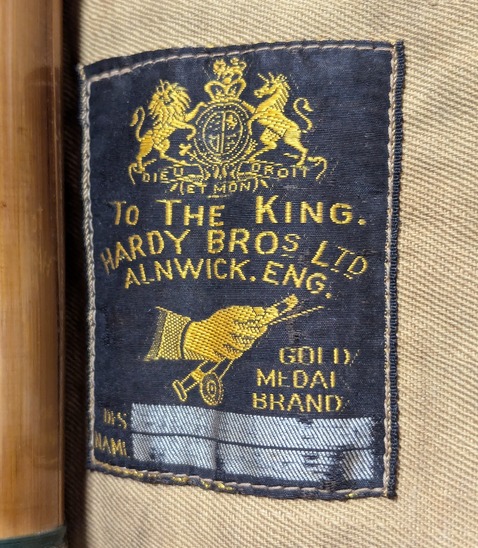 DIEU DROIT
ET MON
TO THE KING.
HARDY BROS LTD
ALNWICK. ENG.
GOLD
MEDAL
BRAND
DES
NAME